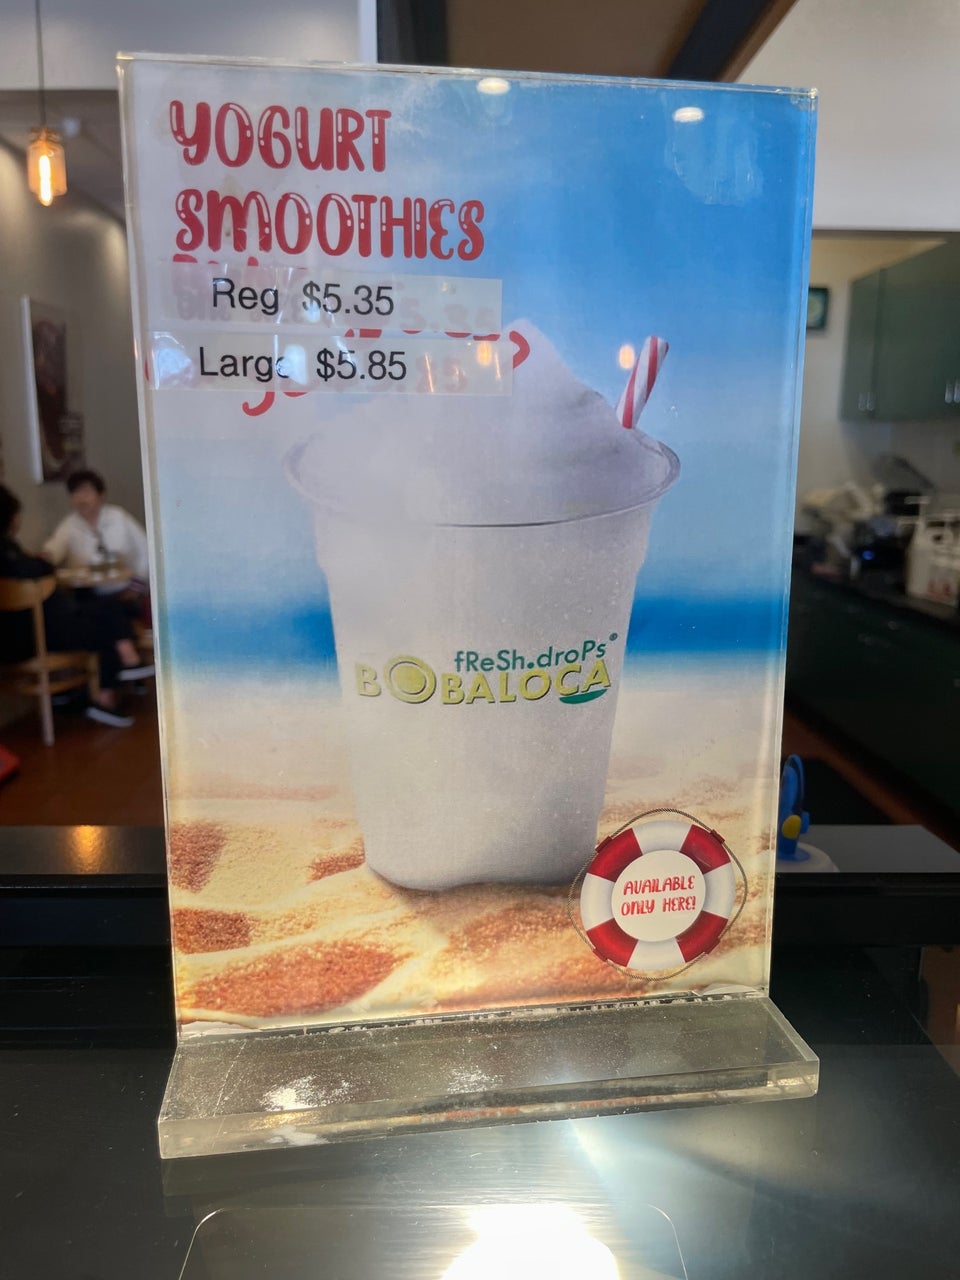 YOGURT
SMOOTHIES
Reg $5.35
Large $5.85
fReSh.droPs®
BOBALOCA
AVAILABLE
ONLY HERE!